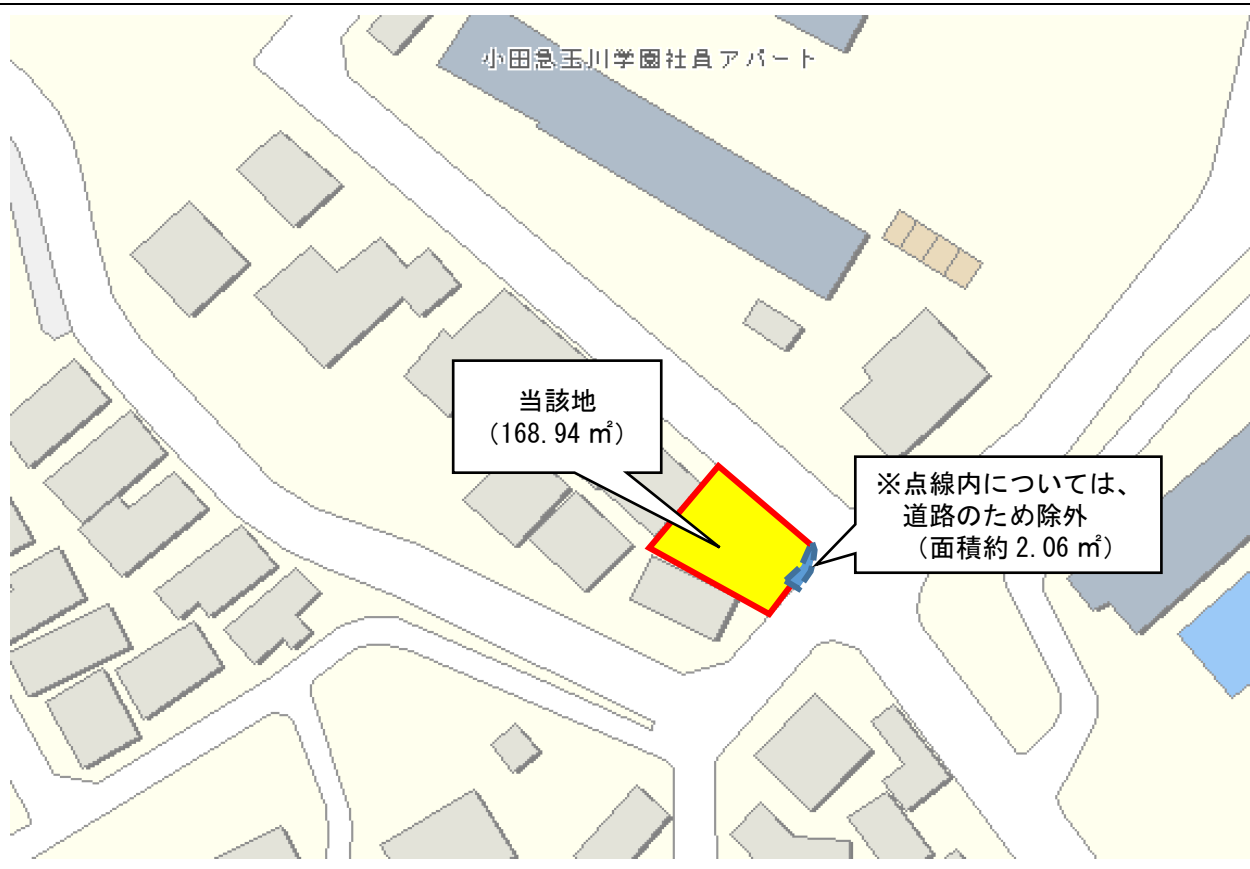 小田急玉川学園社員アパート
当該地
（168.94 ㎡）
※点線内については、
道路のため除外
（面積約 2.06 ㎡）